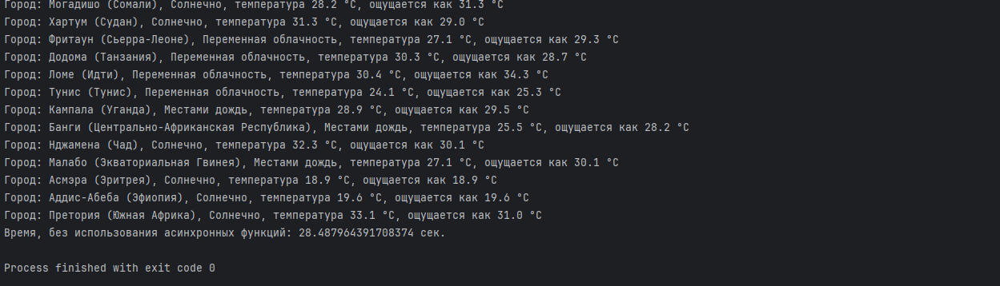 Город: Могадишо (Сомали), Солнечно, температура 28.2 °C, ощущается как 31.3 °C
Город: Хартум (Судан), Солнечно, температура 31.3 °C, ощущается как 29.0 °C
Город: Фритаун (Сьерра-Леоне), Переменная облачность, температура 27.1 °C, ощущается как 29.3 °C
Город: Додома (Танзания), Переменная облачность, температура 30.3 °C, ощущается как 28.7 °C
Город: Ломе (Идти), Переменная облачность, температура 30.4 °C, ощущается как 34.3 °C
Город: Тунис (Тунис), Переменная облачность, температура 24.1 °C, ощущается как 25.3 °C
Город: Кампала (Уганда), Местами дождь, температура 28.9 °C, ощущается как 29.5 °C
Город: Банги (Центрально-Африканская Республика), Местами дождь, температура 25.5 °C, ощущается как 28.2 °C
Город: Нджамена (Чад), Солнечно, температура 32.3 °C, ощущается как 30.1 °C
Город: Малабо (Экваториальная Гвинея), Местами дождь, температура 27.1 °C, ощущается как 30.1 °C
Город: Асмэра (Эритрея), Солнечно, температура 18.9 °C, ощущается как 18.9 °C
Город: Аддис-Абеба (Эфиопия), Солнечно, температура 19.6 °C, ощущается как 19.6 °C
Город: Претория (Южная Африка), Солнечно, температура 33.1 °C, ощущается как 31.0 °C
Время, без использования асинхронных функций: 28.487964391708374 сек.
Process finished with exit code 0